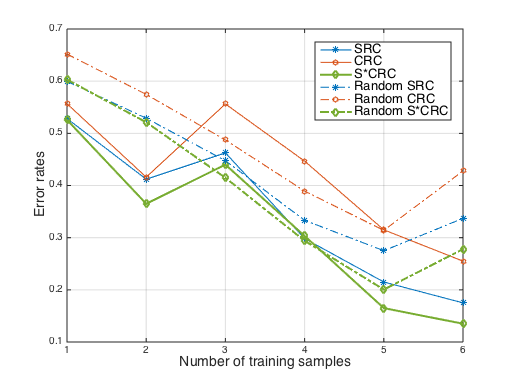 0.7
0.6
0.5
0.4
0.3
0.2
0.1
Error rates
SRC
CRC
S*CRC
Random SRC
Random CRC
Random S*CRC
1 2 3 4 5 6
Number of training samples